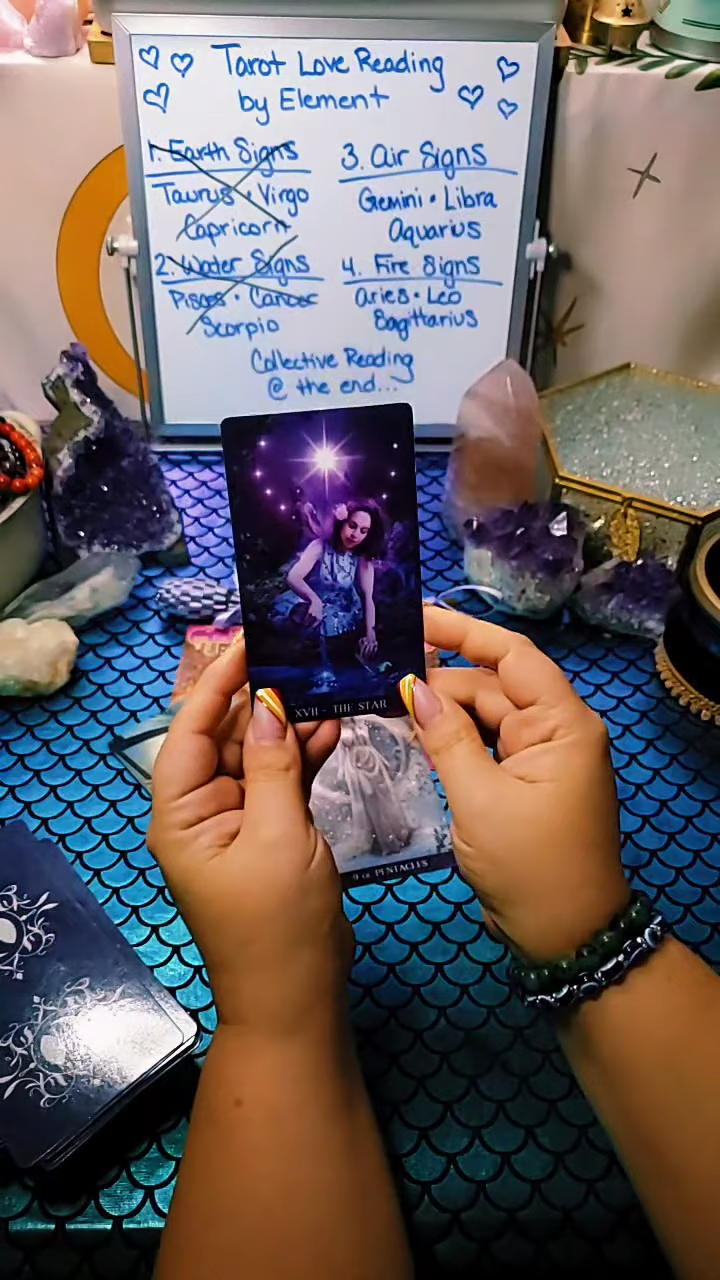 Tarot Love Reading
by Element
1. Earth Signs
Taurus • Virgo
Capricorn
2. Water Signs
Pisces • Cancer
Scorpio
3. Air Signs
Gemini • Libra
Aquarius
4. Fire Signs
Aries • Leo
Sagittarius
Collective Reading
@ the end...
XVII - THE STAR
9 OF PENTACLES